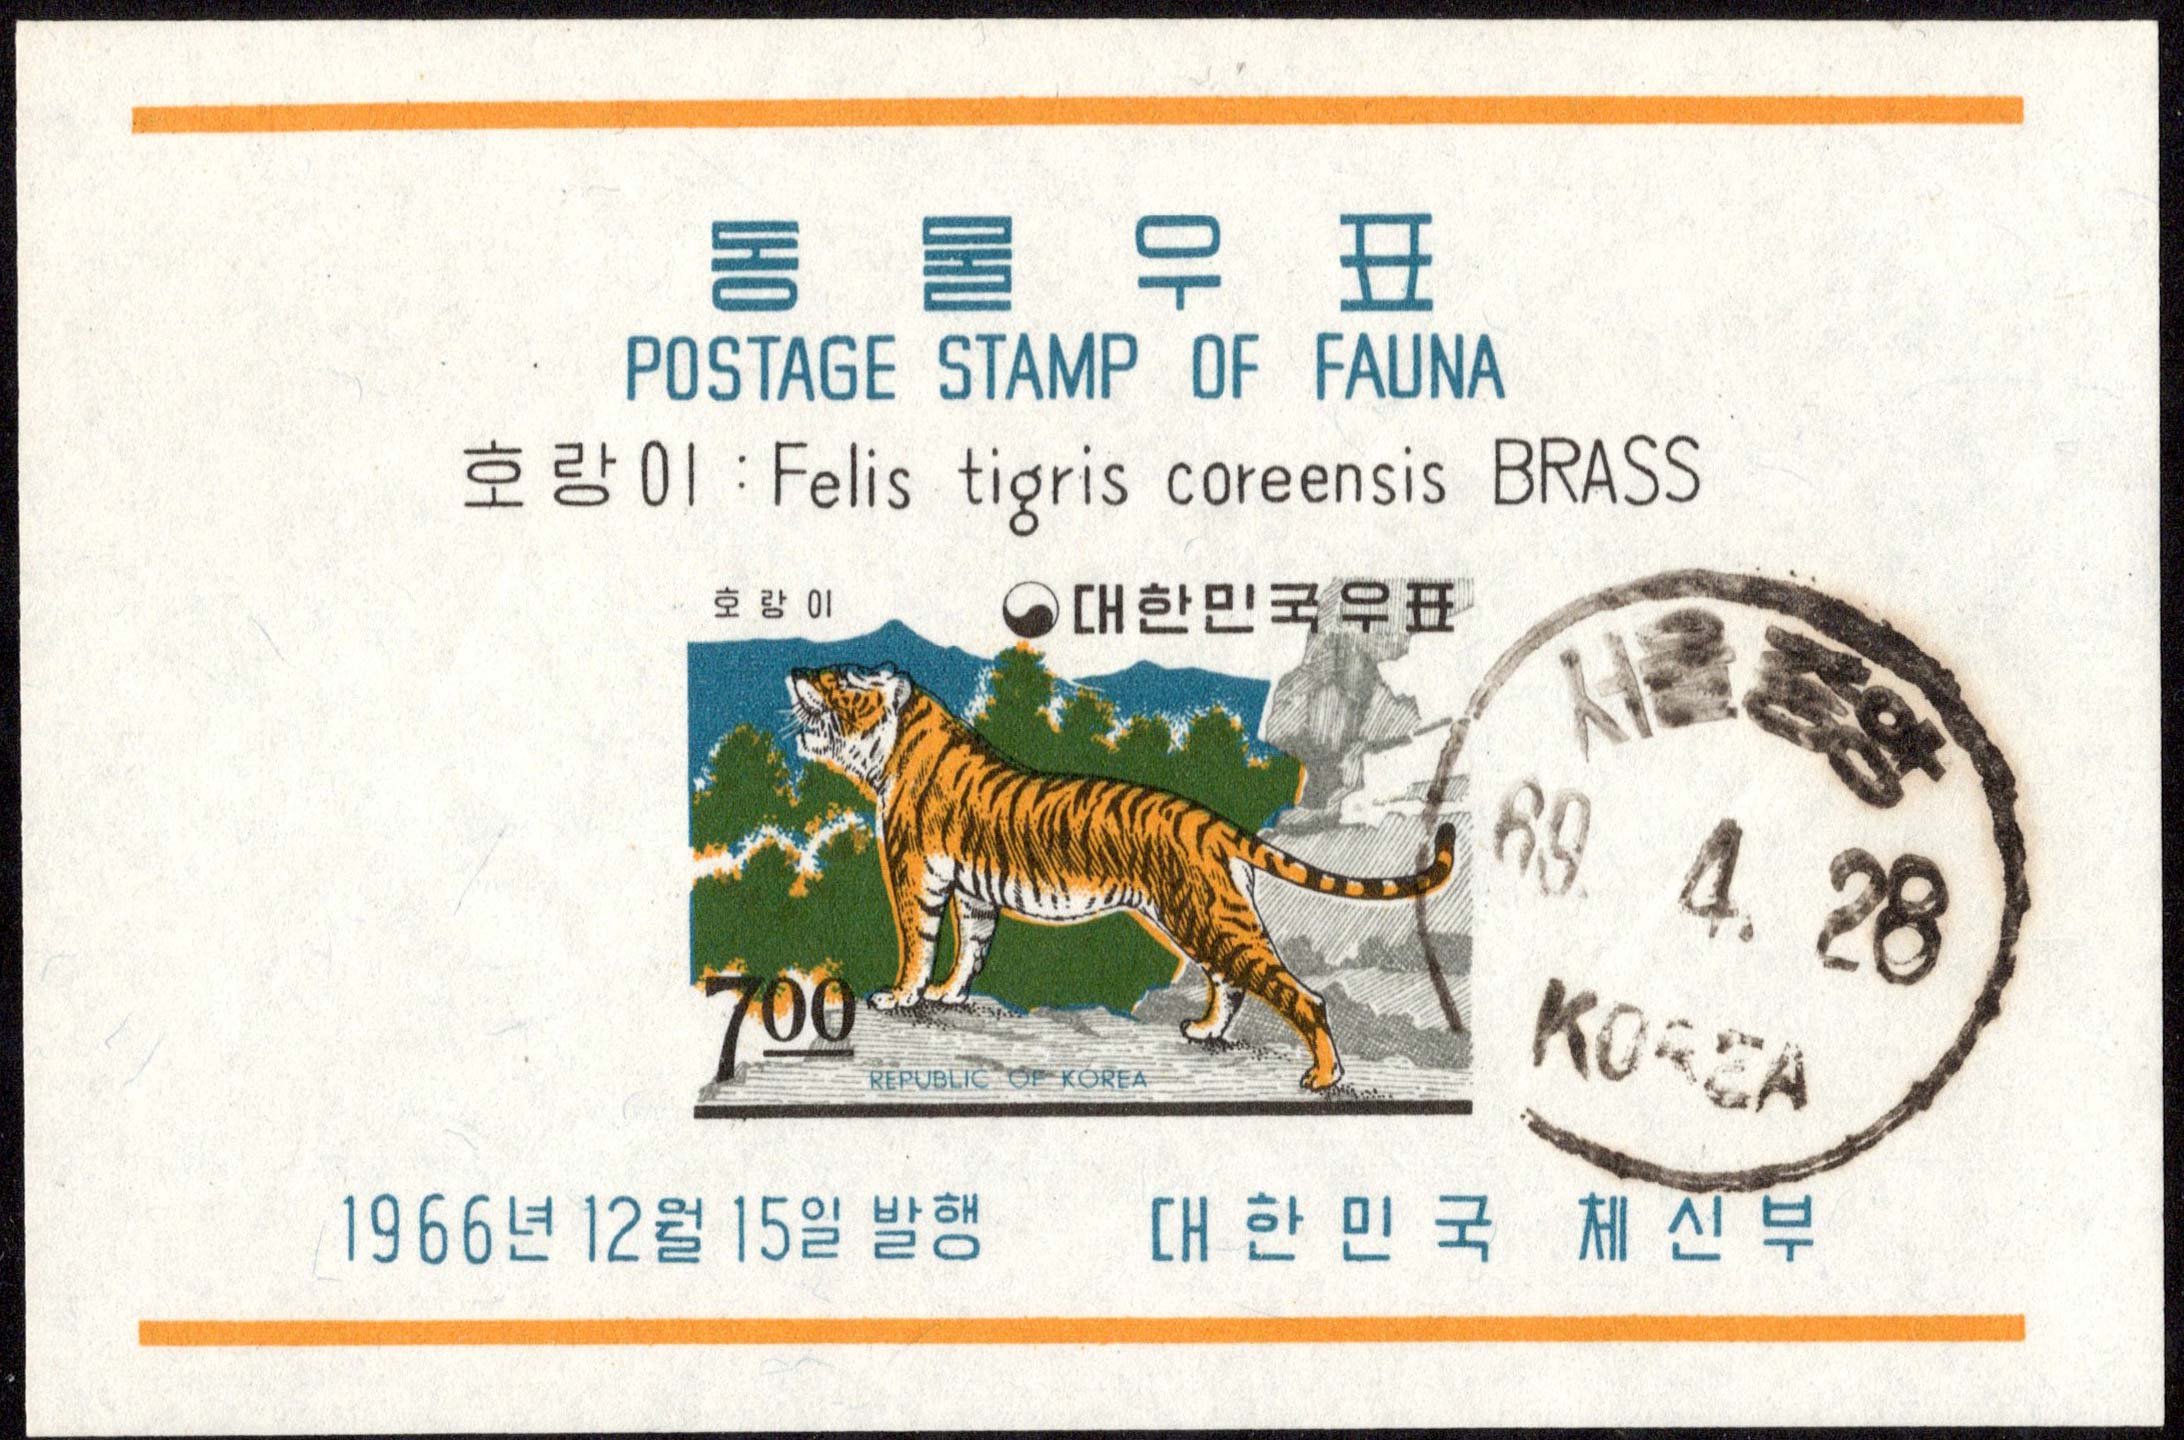 동물우표
POSTAGE STAMP OF FAUNA
호랑이 : Felis tigris coreensis BRASS
호랑이
대한민국우표
서울중앙
69. 4. 28
KOREA
700
REPUBLIC OF KOREA
1966년 12월 15일 발행 대한민국 체신부